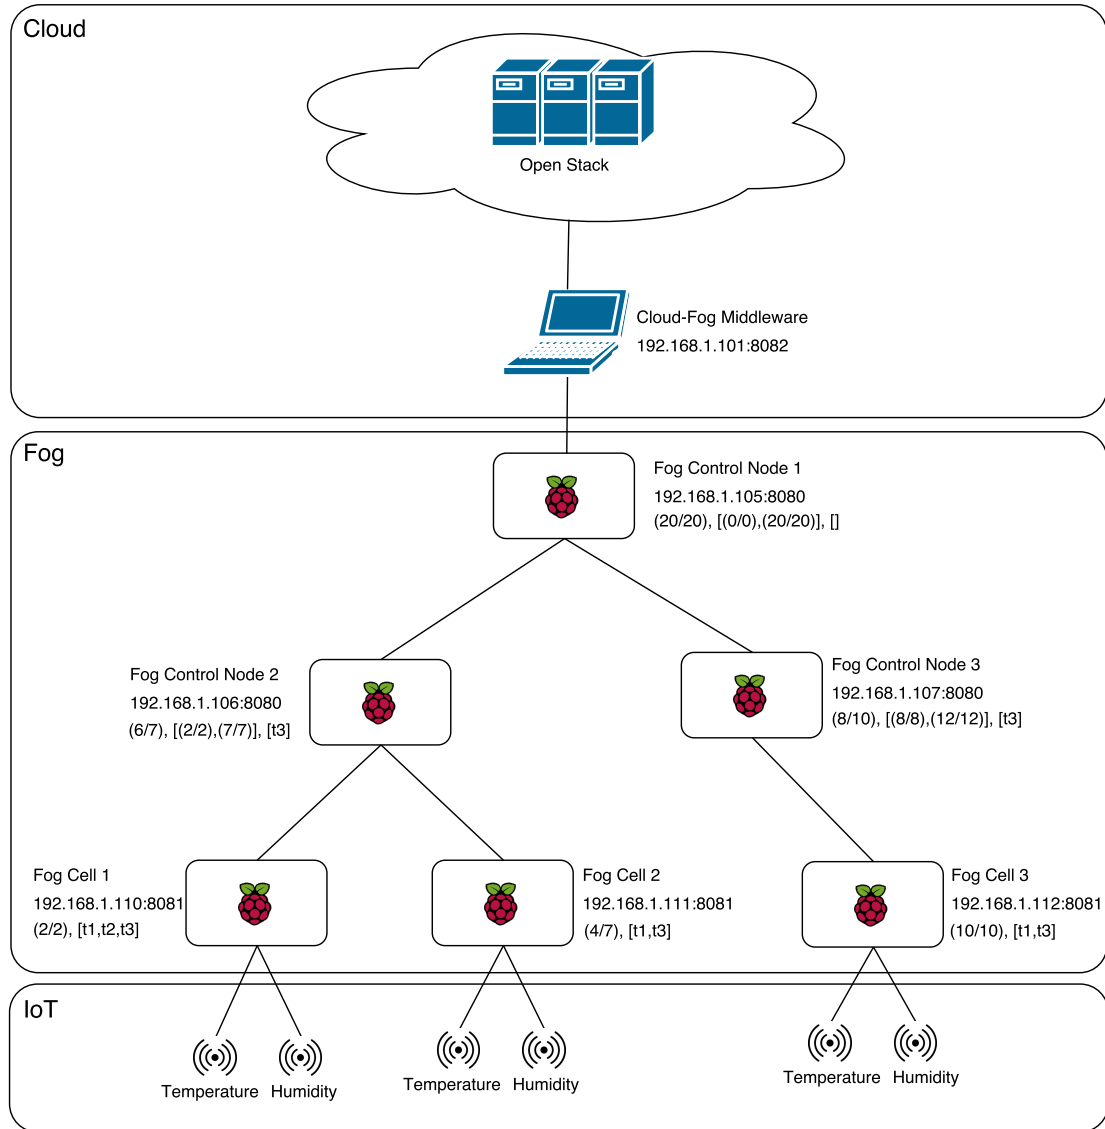 Cloud
Open Stack
Cloud-Fog Middleware
192.168.1.101:8082
Fog
Fog Control Node 1
192.168.1.105:8080
(20/20), [(0/0),(20/20)], []
Fog Control Node 2
192.168.1.106:8080
(6/7), [(2/2),(7/7)], [t3]
Fog Control Node 3
192.168.1.107:8080
(8/10), [(8/8),(12/12)], [t3]
Fog Cell 1
192.168.1.110:8081
(2/2), [t1,t2,t3]
Fog Cell 2
192.168.1.111:8081
(4/7), [t1,t3]
Fog Cell 3
192.168.1.112:8081
(10/10), [t1,t3]
IoT
Temperature Humidity
Temperature Humidity
Temperature Humidity